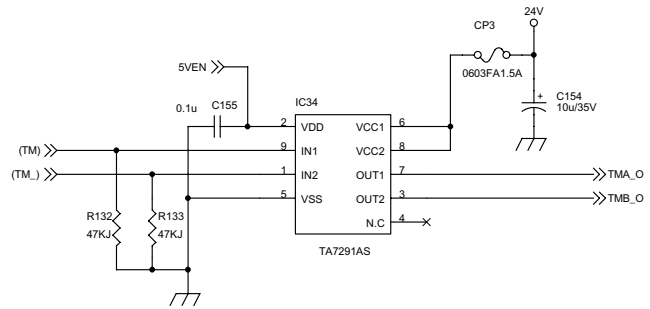 24V
CP3
5VEN
0603FA1.5A
C154
10u/35V
+
0.1u
C155
IC34
2 VDD
VCC1 6
(TM)
9 IN1
VCC2 8
(TM_)
1 IN2
OUT1 7
TMA_O
5 VSS
OUT2 3
TMB_O
R132
47KJ
R133
47KJ
N.C 4
TA7291AS